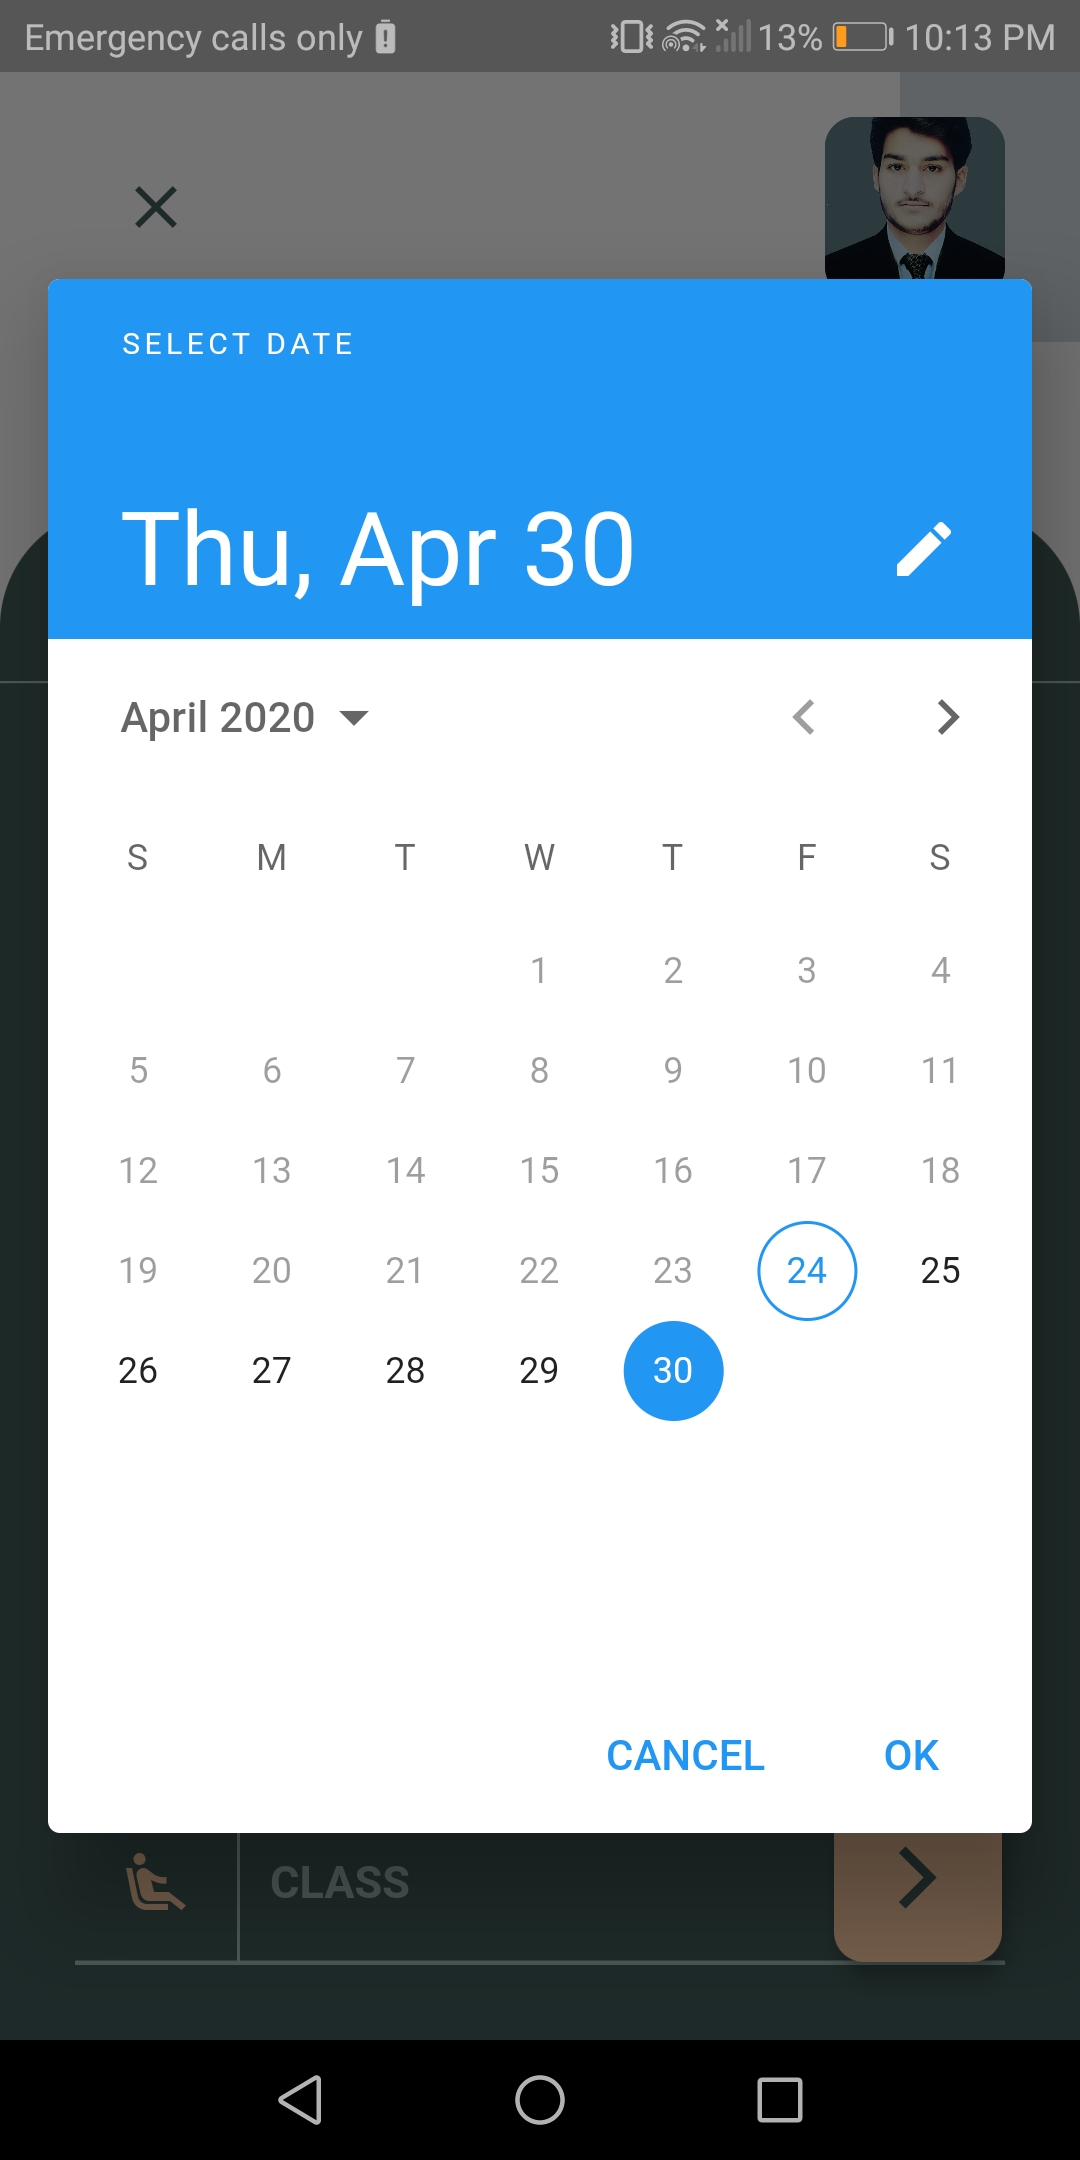 Emergency calls only 13% 10:13 PM
SELECT DATE
Thu, Apr 30
April 2020
S M T W T F S
1 2 3 4
5 6 7 8 9 10 11
12 13 14 15 16 17 18
19 20 21 22 23 24 25
26 27 28 29 30
CANCEL OK
CLASS